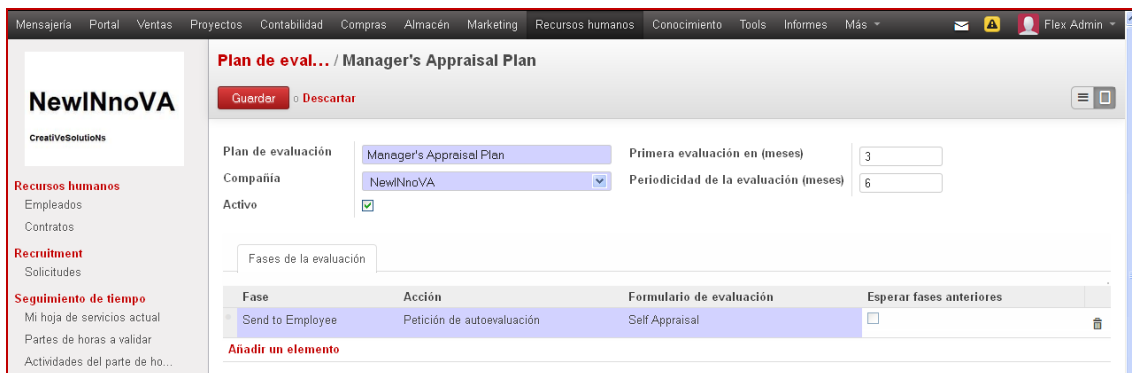 Mensajería Portal Ventas Proyectos Contabilidad Compras Almacén Marketing Recursos humanos Conocimiento Tools Informes Más Flex Admin
Plan de eval... / Manager's Appraisal Plan
Guardar o Descartar
NewINnoVA
CreatiVeSolutioNs
Plan de evaluación Manager's Appraisal Plan Primera evaluación en (meses) 3
Compañía NewINnoVA Periodicidad de la evaluación (meses) 6
Activo
Recursos humanos
Empleados
Contratos
Recruitment
Solicitudes
Seguimiento de tiempo
Mi hoja de servicios actual
Partes de horas a validar
Actividades del parte de ho...
Fases de la evaluación
Fase Acción Formulario de evaluación Esperar fases anteriores
Send to Employee Petición de autoevaluación Self Appraisal
Añadir un elemento